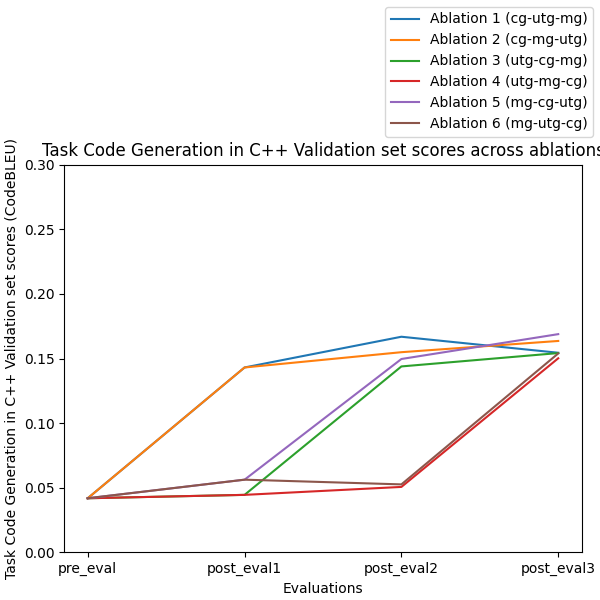 Ablation 1 (cg-utg-mg)
Ablation 2 (cg-mg-utg)
Ablation 3 (utg-cg-mg)
Ablation 4 (utg-mg-cg)
Ablation 5 (mg-cg-utg)
Ablation 6 (mg-utg-cg)
Task Code Generation in C++ Validation set scores across ablations
Task Code Generation in C++ Validation set scores (CodeBLEU)
0.30
0.25
0.20
0.15
0.10
0.05
0.00
pre_eval post_eval1 post_eval2 post_eval3
Evaluations